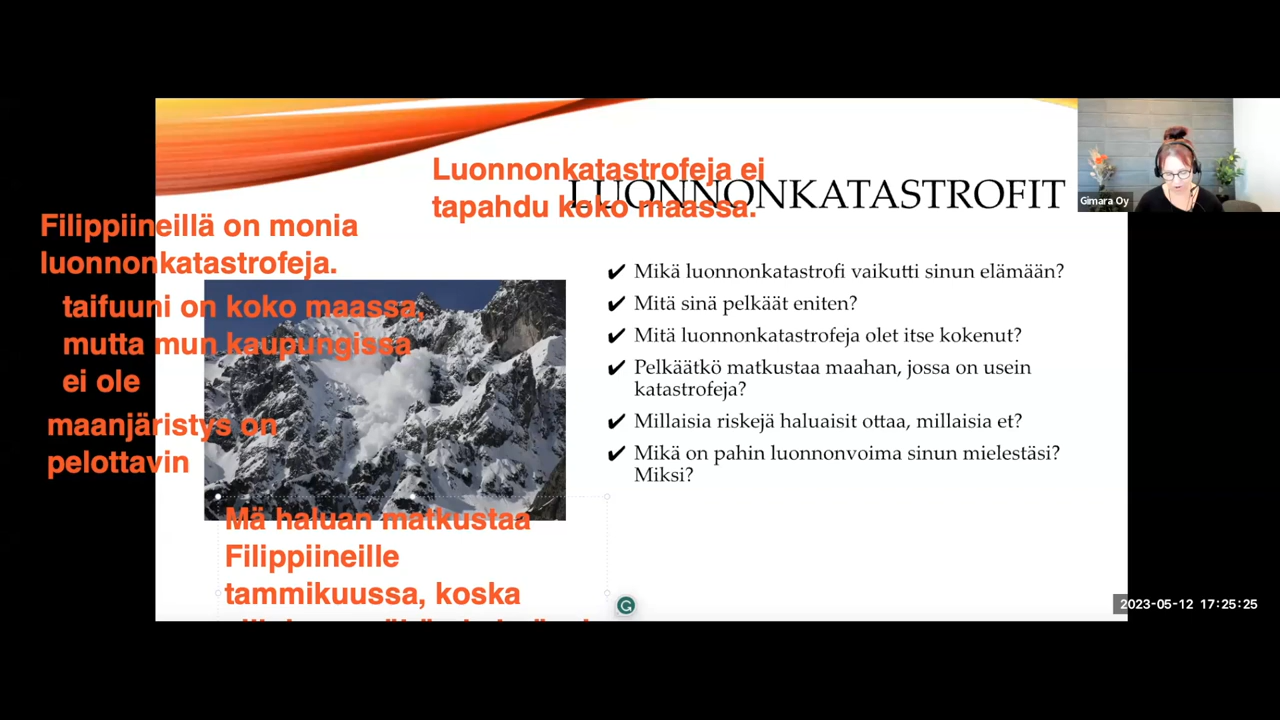 Luonnonkatastrofeja ei
tapahdu koko maassa.
LUONNONKATASTROFIT
Gimara Oy
Filippiineillä on monia
luonnonkatastrofeja.
taifuuni on koko maassa,
mutta mun kaupungissa
ei ole
maanjäristys on
pelottavin
Mä haluan matkustaa
Filippiineille
tammikuussa, koska
✔ Mikä luonnonkatastrofi vaikutti sinun elämään?
✔ Mitä sinä pelkäät eniten?
✔ Mitä luonnonkatastrofeja olet itse kokenut?
✔ Pelkäätkö matkustaa maahan, jossa on usein
katastrofeja?
✔ Millaisia riskejä haluaisit ottaa, millaisia et?
✔ Mikä on pahin luonnonvoima sinun mielestäsi?
Miksi?
2023-05-12 17:25:25